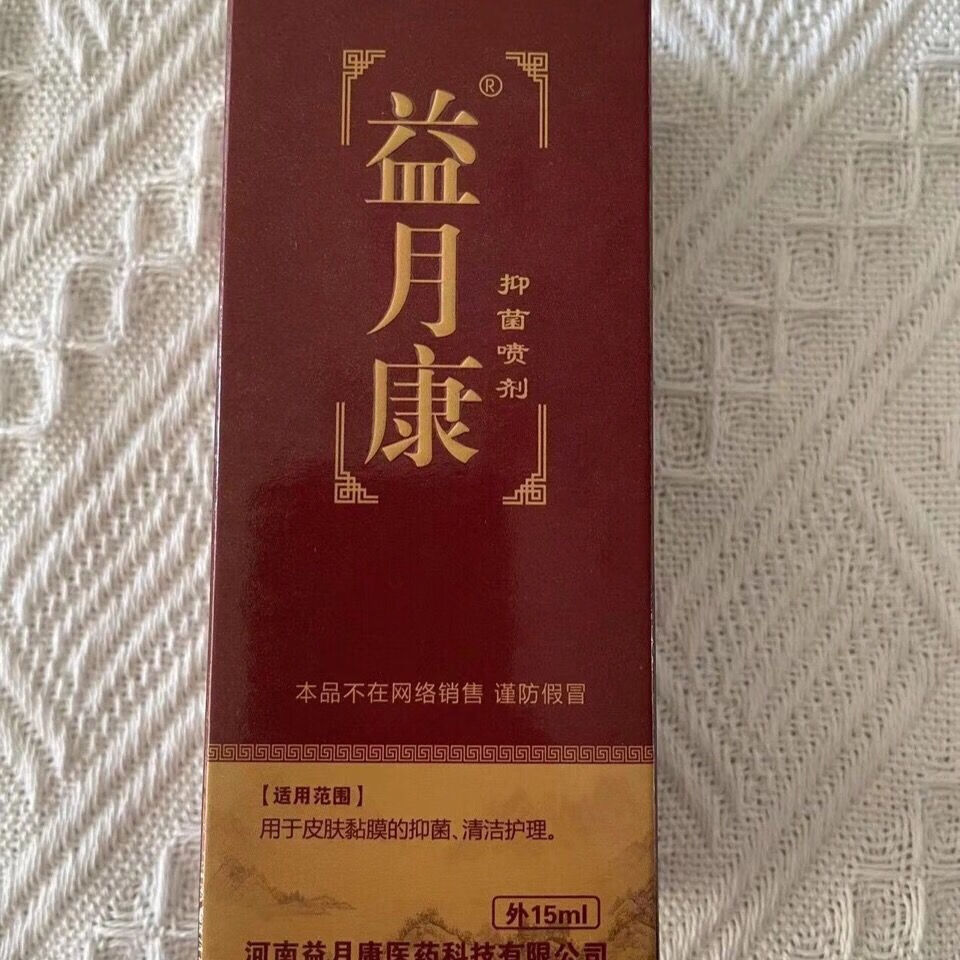 益月康®
抑菌喷剂
本品不在网络销售 谨防假冒
【适用范围】
用于皮肤黏膜的抑菌、清洁护理。
外15ml
河南益月康医药科技有限公司